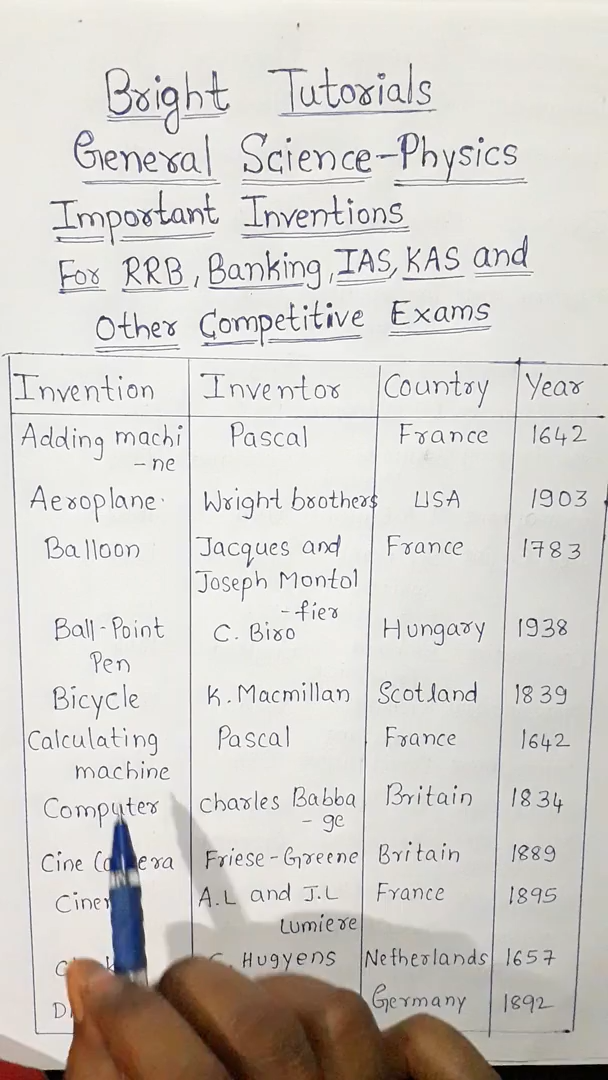 Bright Tutorials
General Science-Physics
Important Inventions
For RRB, Banking, IAS, KAS and
Other Competitive Exams
Invention Inventor Country Year
Adding machi Pascal France 1642
-ne
Aeroplane Wright brothers USA 1903
Balloon Jacques and France 1783
Joseph Montol
-fier
Ball-Point C. Biro Hungary 1938
Pen
Bicycle K. Macmillan Scotland 1839
Calculating Pascal France 1642
machine
Computer Charles Babba Britain 1834
-ge
Cine Friese-Greene Britain 1889
A.L and J.L France 1895
Lumiere
Hugyens Netherlands 1657
Germany 1892